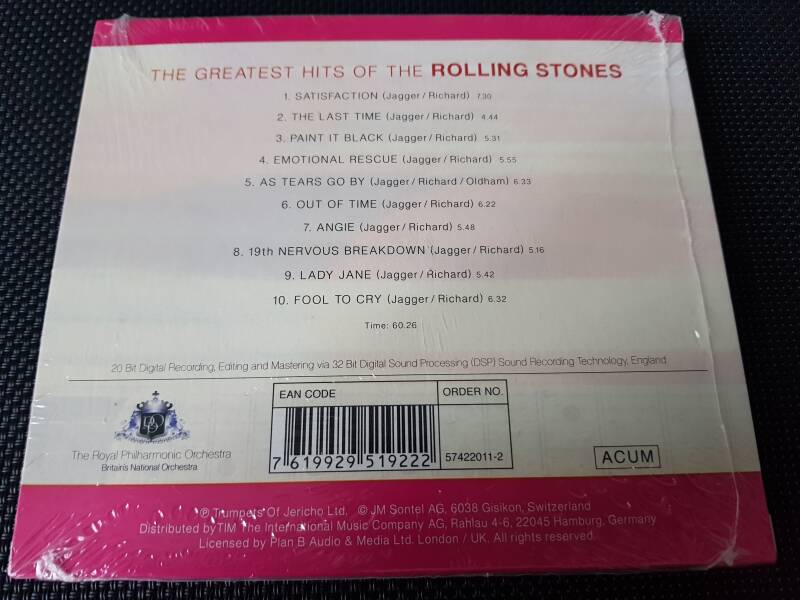 THE GREATEST HITS OF THE ROLLING STONES
1. SATISFACTION (Jagger / Richard) 7.30
2. THE LAST TIME (Jagger / Richard) 4.44
3. PAINT IT BLACK (Jagger / Richard) 5.31
4. EMOTIONAL RESCUE (Jagger / Richard) 5.55
5. AS TEARS GO BY (Jagger / Richard / Oldham) 6.33
6. OUT OF TIME (Jagger / Richard) 6.22
7. ANGIE (Jagger / Richard) 5.48
8. 19th NERVOUS BREAKDOWN (Jagger / Richard) 5.16
9. LADY JANE (Jagger / Richard) 5.42
10. FOOL TO CRY (Jagger / Richard) 6.32
Time: 60.26
20 Bit Digital Recording, Editing and Mastering via 32 Bit Digital Sound Processing (DSP) Sound Recording Technology, England
EAN CODE
ORDER NO.
7 619929 519222
57422011-2
The Royal Philharmonic Orchestra
Britain's National Orchestra
ACUM
℗ Trumpets Of Jericho Ltd. © JM Sontel AG, 6038 Gisikon, Switzerland
Distributed by TIM The International Music Company AG, Rahlau 4-6, 22045 Hamburg, Germany
Licensed by Plan B Audio & Media Ltd. London / UK. All rights reserved.